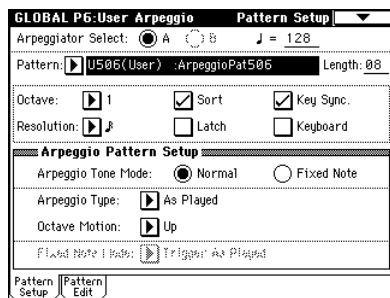 GLOBAL P6:User Arpeggio Pattern Setup
Arpeggiator Select: A B ♩ = 128
Pattern: U506(User) :ArpeggioPat506 Length: 08
Octave: 1 Sort Key Sync.
Resolution: ♪ Latch Keyboard
Arpeggio Pattern Setup
Arpeggio Tone Mode: Normal Fixed Note
Arpeggio Type: As Played
Octave Motion: Up
Fixed Note Mode: Trigger As Played
Pattern Setup Pattern Edit